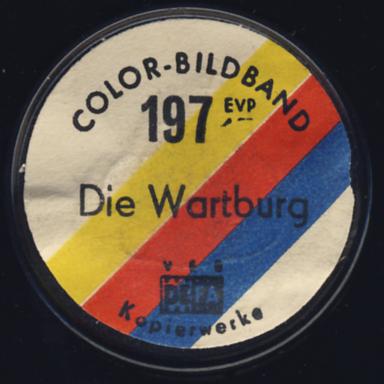 COLOR-BILDBAND
197 EVP
Die Wartburg
VEB
DEFA
Kopierwerke